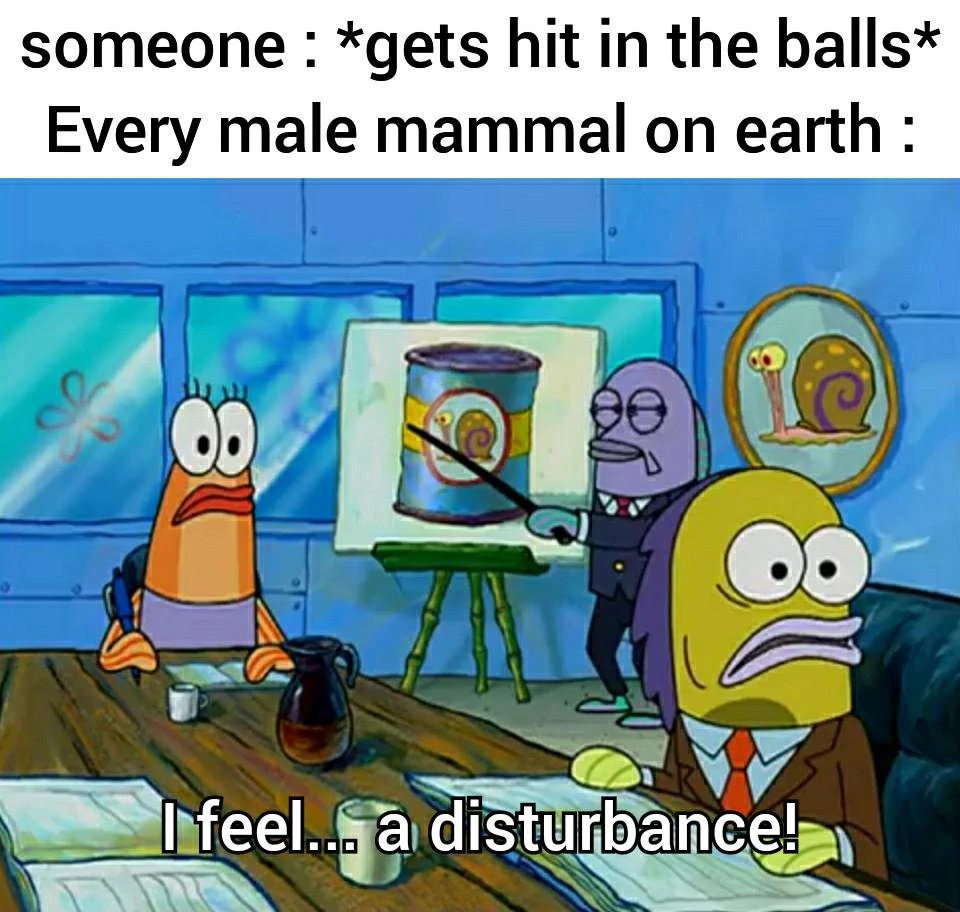 someone : *gets hit in the balls*
Every male mammal on earth :
I feel... a disturbance!